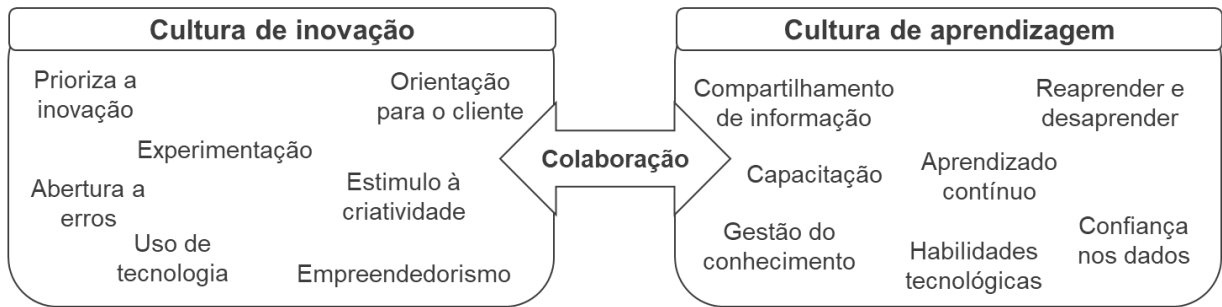 Cultura de inovação
Prioriza a
inovação
Orientação
para o cliente
Experimentação
Abertura a
erros
Estimulo à
criatividade
Uso de
tecnologia
Empreendedorismo
Colaboração
Cultura de aprendizagem
Compartilhamento
de informação
Reaprender e
desaprender
Capacitação
Aprendizado
contínuo
Gestão do
conhecimento
Habilidades
tecnológicas
Confiança
nos dados